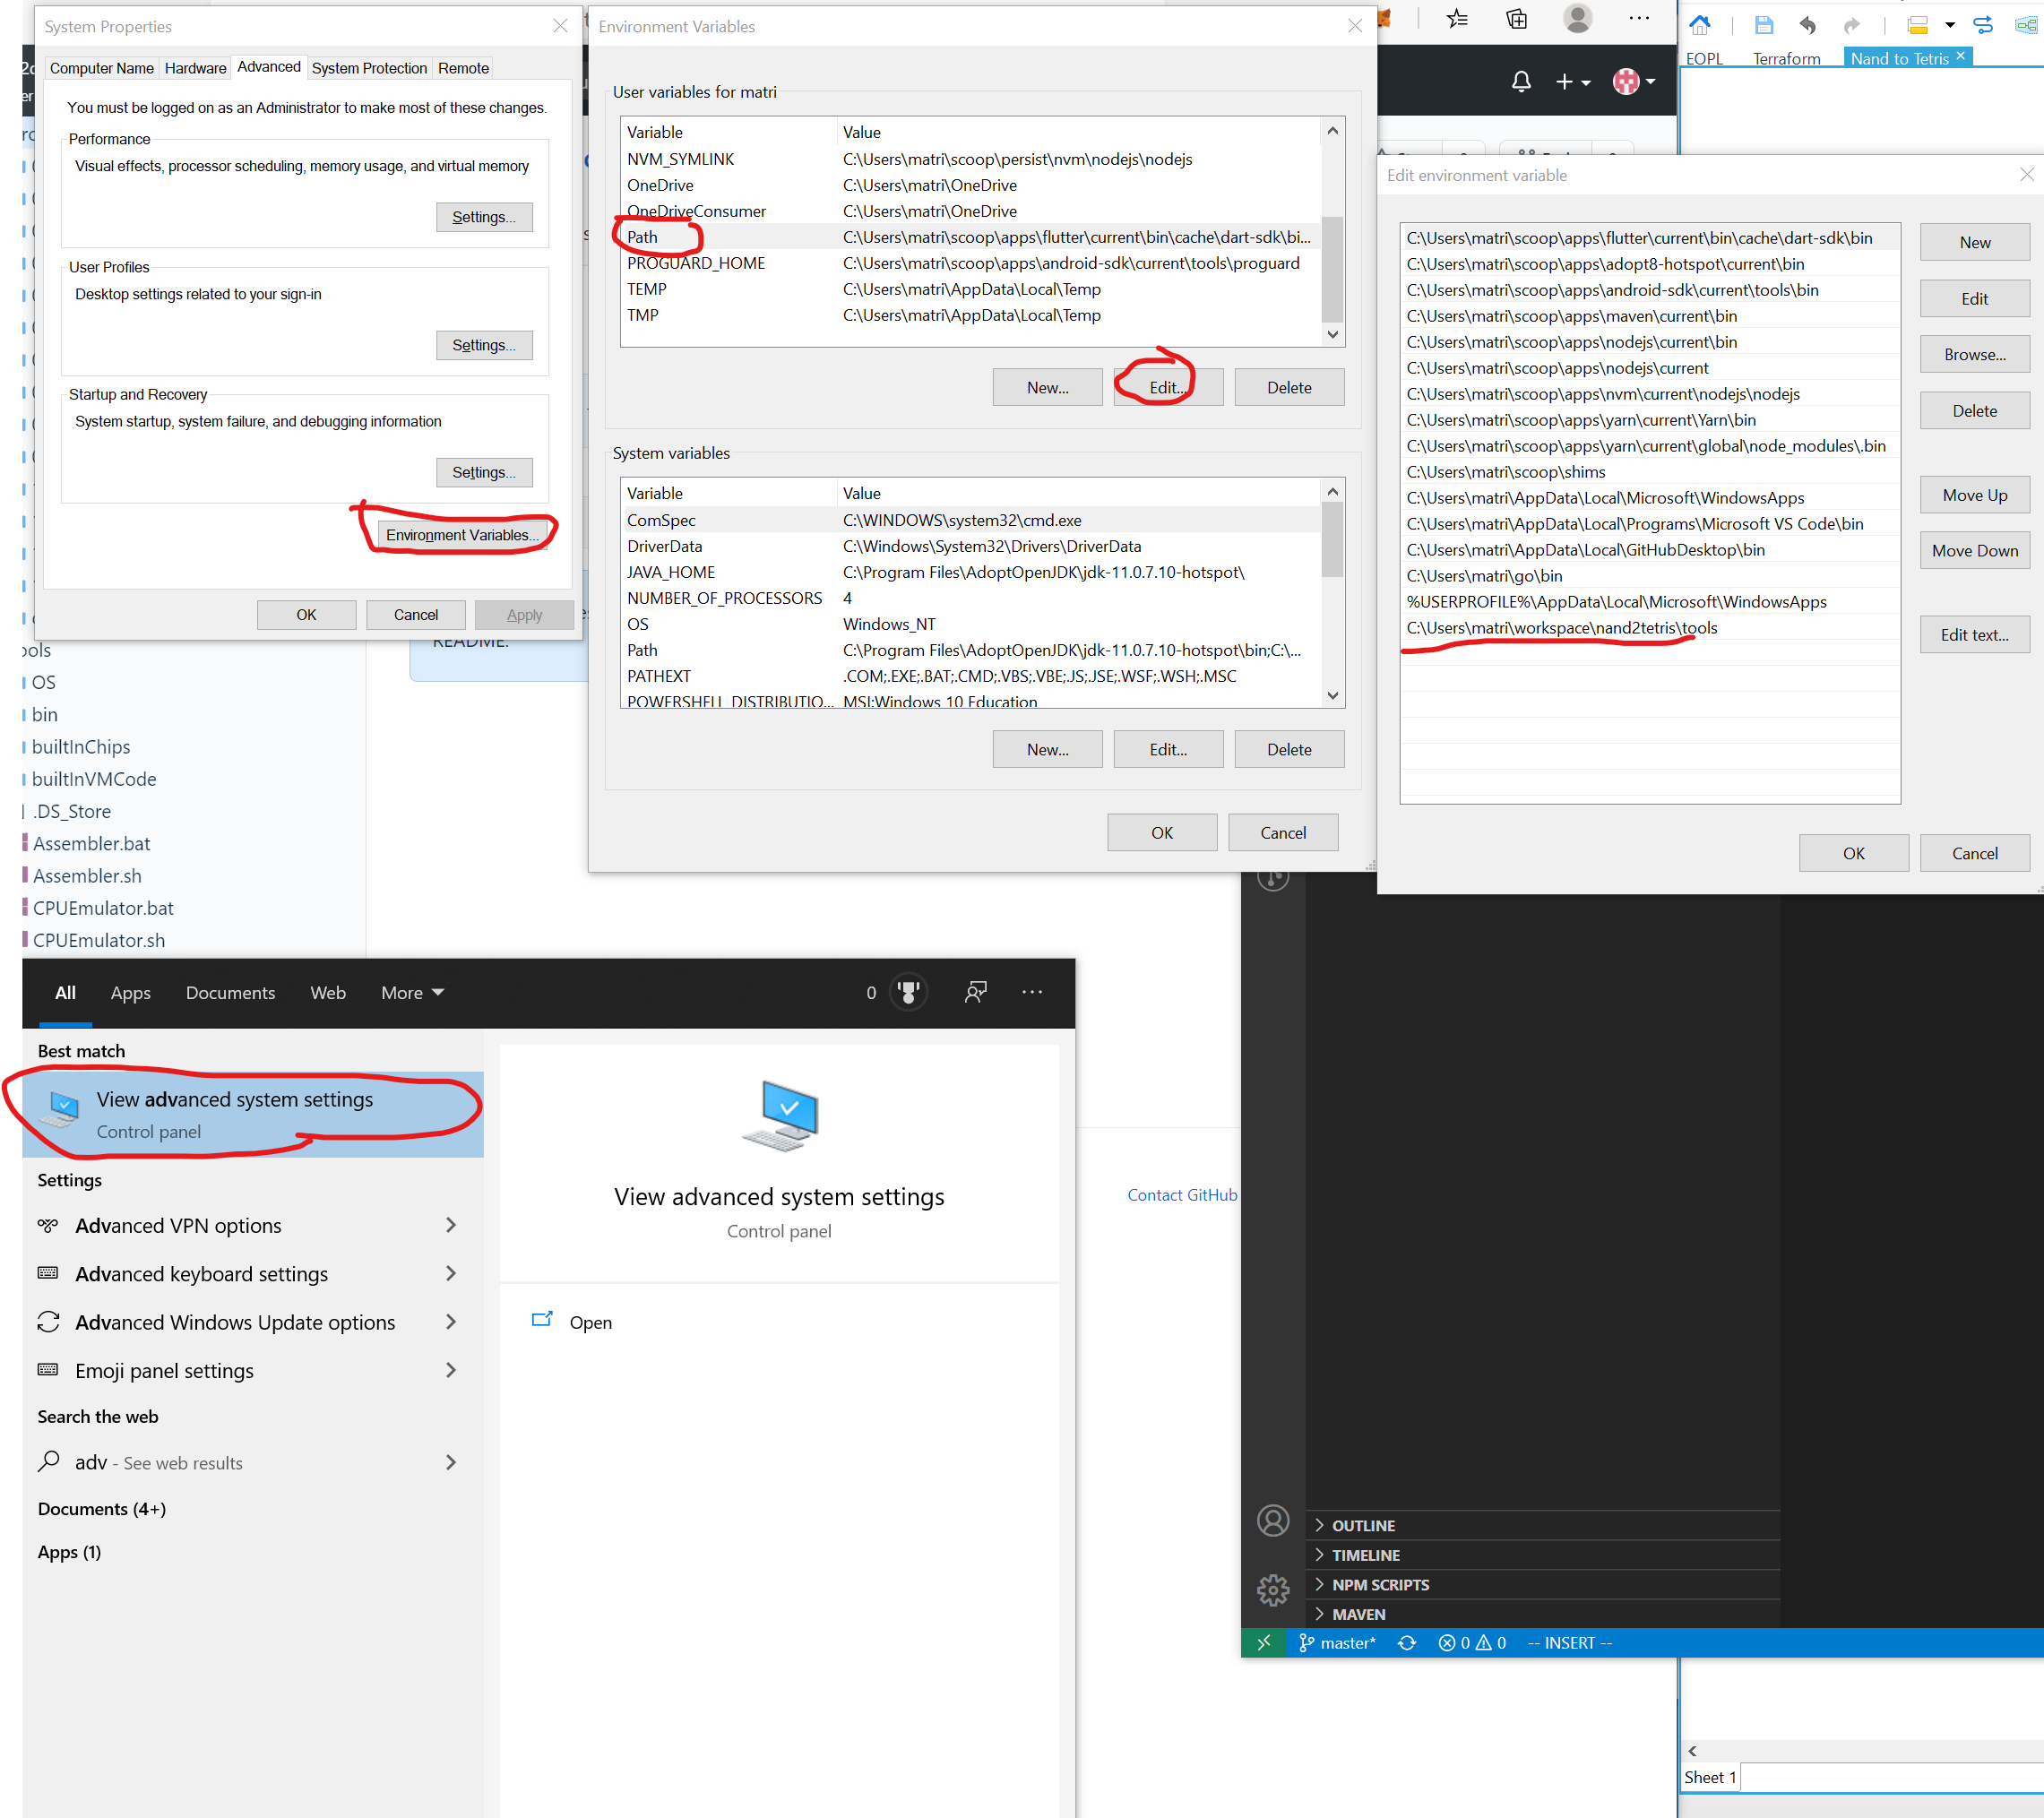 System Properties
Computer Name Hardware Advanced System Protection Remote
You must be logged on as an Administrator to make most of these changes.
Performance
Visual effects, processor scheduling, memory usage, and virtual memory
Settings...
User Profiles
Desktop settings related to your sign-in
Settings...
Startup and Recovery
System startup, system failure, and debugging information
Settings...
Environment Variables...
OK Cancel Apply
Environment Variables
User variables for matri
Variable Value
NVM_SYMLINK C:\Users\matri\scoop\persist\nvm\nodejs\nodejs
OneDrive C:\Users\matri\OneDrive
OneDriveConsumer C:\Users\matri\OneDrive
Path C:\Users\matri\scoop\apps\flutter\current\bin\cache\dart-sdk\bi...
PROGUARD_HOME C:\Users\matri\scoop\apps\android-sdk\current\tools\proguard
TEMP C:\Users\matri\AppData\Local\Temp
TMP C:\Users\matri\AppData\Local\Temp
New... Edit... Delete
System variables
Variable Value
ComSpec C:\WINDOWS\system32\cmd.exe
DriverData C:\Windows\System32\Drivers\DriverData
JAVA_HOME C:\Program Files\AdoptOpenJDK\jdk-11.0.7.10-hotspot\
NUMBER_OF_PROCESSORS 4
OS Windows_NT
Path C:\Program Files\AdoptOpenJDK\jdk-11.0.7.10-hotspot\bin;C:\...
PATHEXT .COM;.EXE;.BAT;.CMD;.VBS;.VBE;.JS;.JSE;.WSF;.WSH;.MSC
POWERSHELL_DISTRIBUTIO... MSI:Windows 10 Education
New... Edit... Delete
OK Cancel
EOPL Terraform Nand to Tetris
Edit environment variable
C:\Users\matri\scoop\apps\flutter\current\bin\cache\dart-sdk\bin
C:\Users\matri\scoop\apps\adopt8-hotspot\current\bin
C:\Users\matri\scoop\apps\android-sdk\current\tools\bin
C:\Users\matri\scoop\apps\maven\current\bin
C:\Users\matri\scoop\apps\nodejs\current\bin
C:\Users\matri\scoop\apps\nodejs\current
C:\Users\matri\scoop\apps\nvm\current\nodejs\nodejs
C:\Users\matri\scoop\apps\yarn\current\Yarn\bin
C:\Users\matri\scoop\apps\yarn\current\global\node_modules\.bin
C:\Users\matri\scoop\shims
C:\Users\matri\AppData\Local\Microsoft\WindowsApps
C:\Users\matri\AppData\Local\Programs\Microsoft VS Code\bin
C:\Users\matri\AppData\Local\GitHubDesktop\bin
C:\Users\matri\go\bin
%USERPROFILE%\AppData\Local\Microsoft\WindowsApps
C:\Users\matri\workspace\nand2tetris\tools
New
Edit
Browse...
Delete
Move Up
Move Down
Edit text...
OK Cancel
README.
ools
OS
bin
builtInChips
builtInVMCode
.DS_Store
Assembler.bat
Assembler.sh
CPUEmulator.bat
CPUEmulator.sh
All Apps Documents Web More 0
Best match
View advanced system settings
Control panel
Settings
Advanced VPN options
Advanced keyboard settings
Advanced Windows Update options
Emoji panel settings
Search the web
adv - See web results
Documents (4+)
Apps (1)
View advanced system settings
Control panel
Open
Contact GitHub
OUTLINE
TIMELINE
NPM SCRIPTS
MAVEN
master* 0 0 -- INSERT --
Sheet 1